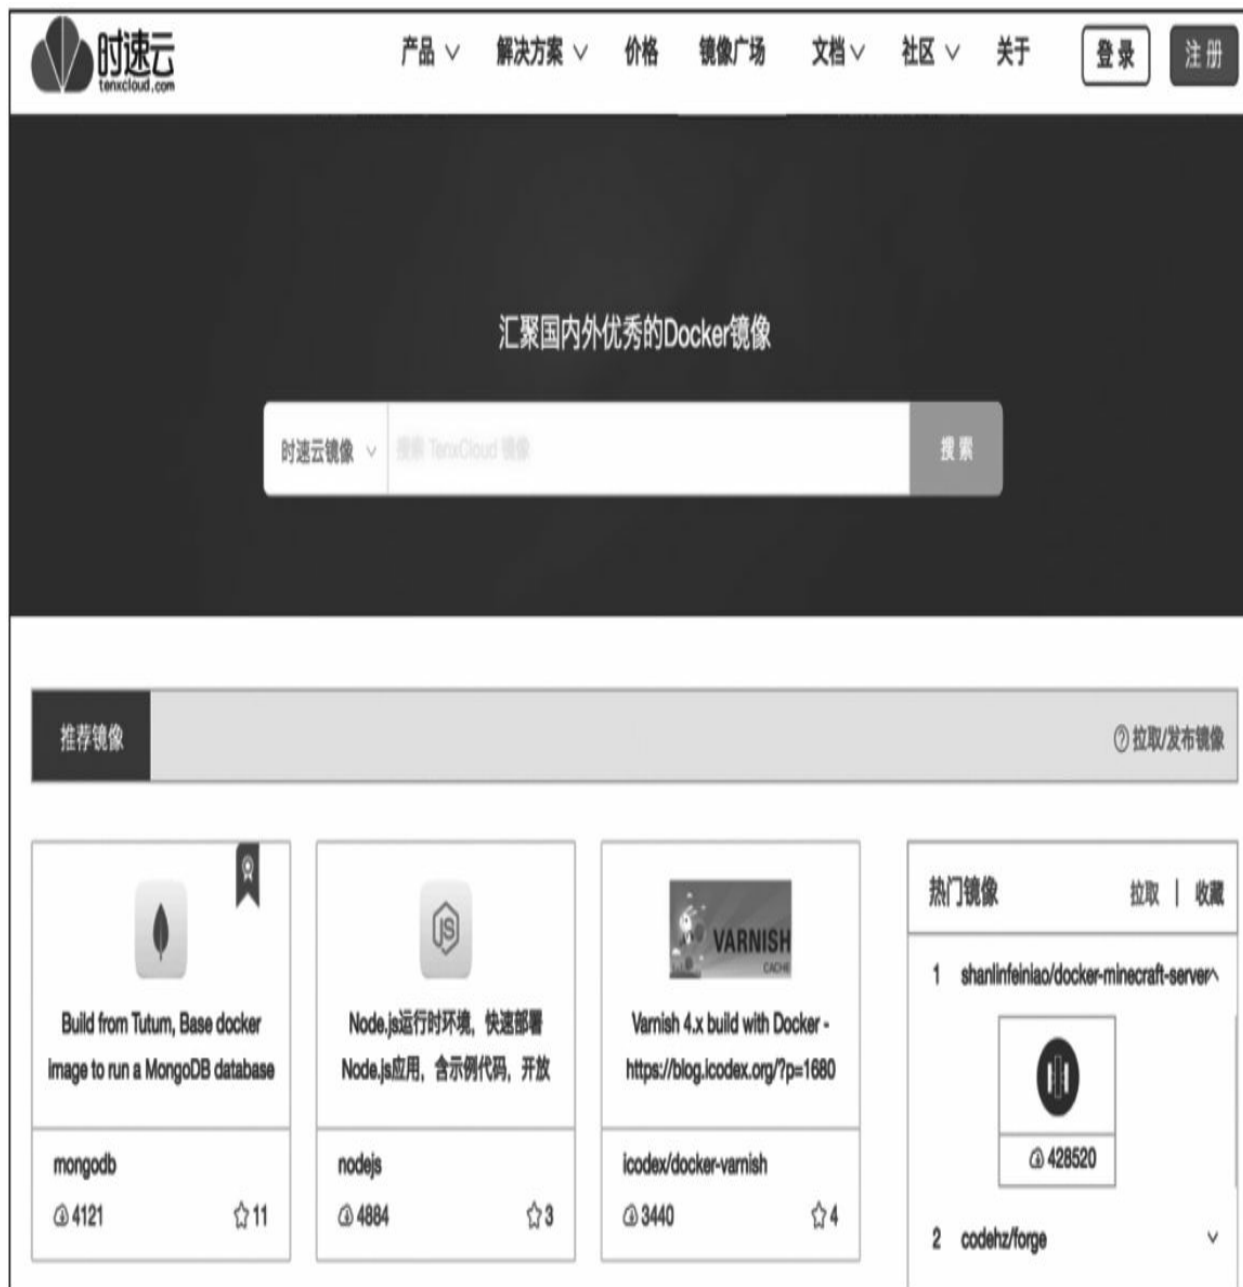 时速云
tenxcloud.com
产品 解决方案 价格 镜像广场 文档 社区 关于 登录 注册
汇聚国内外优秀的Docker镜像
时速云镜像 搜索 TenxCloud 镜像 搜索
推荐镜像 拉取/发布镜像
Build from Tutum, Base docker
image to run a MongoDB database
mongodb
4121 11
JS
Node.js运行时环境，快速部署
Node.js应用，含示例代码，开放
nodejs
4884 3
VARNISH
CACHE
Varnish 4.x build with Docker -
https://blog.icodex.org/?p=1680
icodex/docker-varnish
3440 4
热门镜像 拉取 | 收藏
1 shanlinfeiniao/docker-minecraft-server
428520
2 codehz/forge